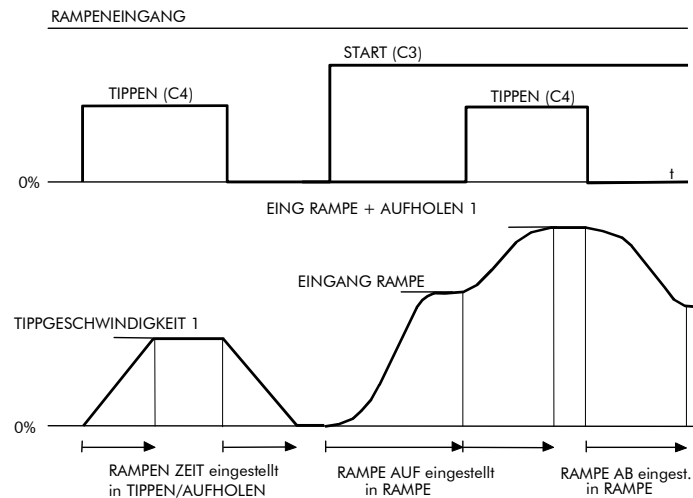 RAMPENEINGANG
START (C3)
TIPPEN (C4)
TIPPEN (C4)
t
0%
EING RAMPE + AUFHOLEN 1
EINGANG RAMPE
TIPPGESCHWINDIGKEIT 1
0%
RAMPEN ZEIT eingestellt
in TIPPEN/AUFHOLEN
RAMPE AUF eingestellt
in RAMPE
RAMPE AB eingest.
in RAMPE